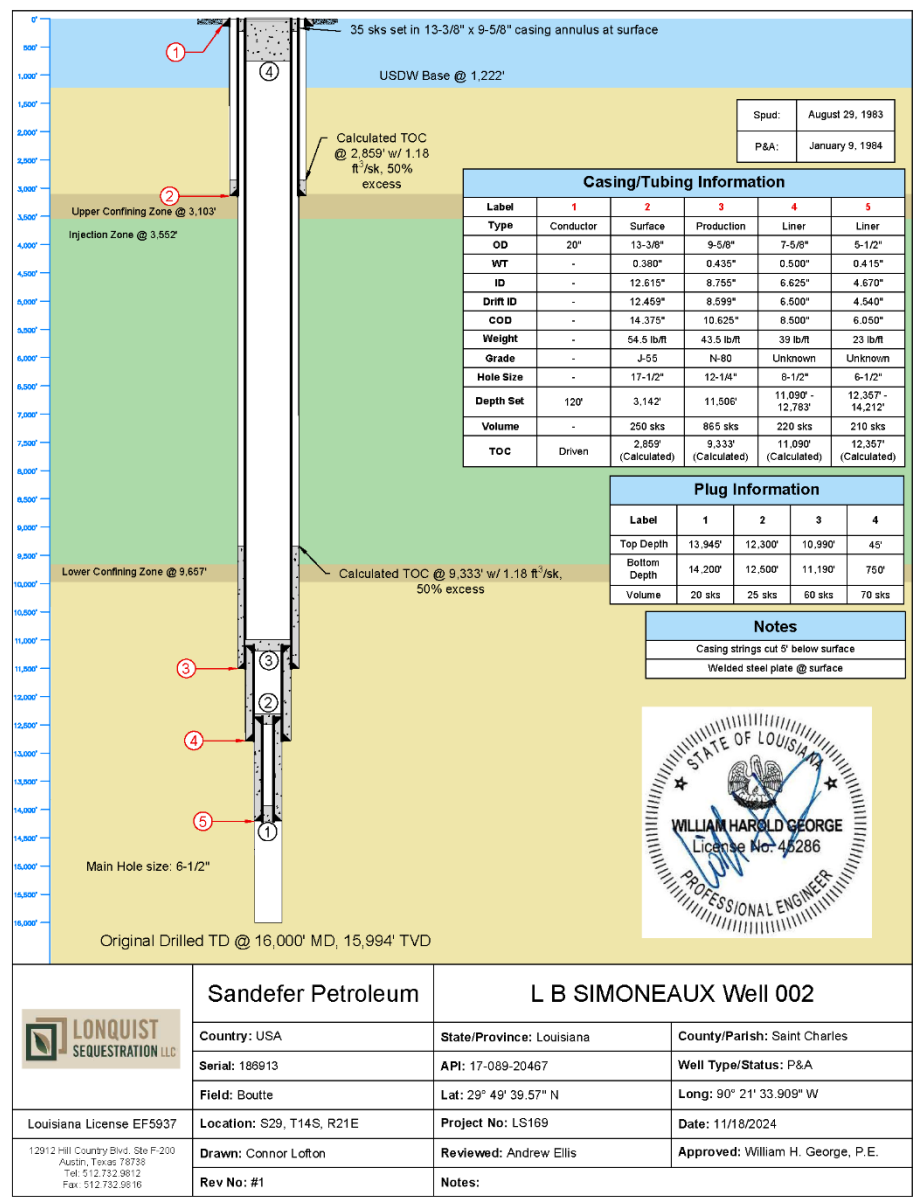 0'
500'
1,000'
1,500'
2,000'
2,500'
3,000'
3,500'
4,000'
4,500'
5,000'
5,500'
6,000'
6,500'
7,000'
7,500'
8,000'
8,500'
9,000'
9,500'
10,000'
10,500'
11,000'
11,500'
12,000'
12,500'
13,000'
13,500'
14,000'
14,500'
15,000'
15,500'
16,000'
35 sks set in 13-3/8" x 9-5/8" casing annulus at surface
1
4
USDW Base @ 1,222'
Calculated TOC
@ 2,859' w/ 1.18
ft³/sk, 50%
excess
2
Upper Confining Zone @ 3,103'
Injection Zone @ 3,552'
Lower Confining Zone @ 9,657'
Calculated TOC @ 9,333' w/ 1.18 ft³/sk,
50% excess
3
3
2
4
5
1
Main Hole size: 6-1/2"
Original Drilled TD @ 16,000' MD, 15,994' TVD
Spud: August 29, 1983
P&A: January 9, 1984
Casing/Tubing Information
Label 1 2 3 4 5
Type Conductor Surface Production Liner Liner
OD 20" 13-3/8" 9-5/8" 7-5/8" 5-1/2"
WT - 0.380" 0.435" 0.500" 0.415"
ID - 12.615" 8.755" 6.625" 4.670"
Drift ID - 12.459" 8.599" 6.500" 4.540"
COD - 14.375" 10.625" 8.500" 6.050"
Weight - 54.5 lb/ft 43.5 lb/ft 39 lb/ft 23 lb/ft
Grade - J-55 N-80 Unknown Unknown
Hole Size - 17-1/2" 12-1/4" 8-1/2" 6-1/2"
Depth Set 120' 3,142' 11,506' 11,090' - 12,783' 12,357' - 14,212'
Volume - 250 sks 865 sks 220 sks 210 sks
TOC Driven 2,859' (Calculated) 9,333' (Calculated) 11,090' (Calculated) 12,357' (Calculated)
Plug Information
Label 1 2 3 4
Top Depth 13,945' 12,300' 10,990' 45'
Bottom Depth 14,200' 12,500' 11,190' 750'
Volume 20 sks 25 sks 60 sks 70 sks
Notes
Casing strings cut 5' below surface
Welded steel plate @ surface
STATE OF LOUISIANA
WILLIAM HAROLD GEORGE
License No. 45286
PROFESSIONAL ENGINEER
LONQUIST
SEQUESTRATION LLC
Louisiana License EF5937
12912 Hill Country Blvd. Ste F-200
Austin, Texas 78738
Tel: 512.732.9812
Fax: 512.732.9816
Sandefer Petroleum
L B SIMONEAUX Well 002
Country: USA
State/Province: Louisiana
County/Parish: Saint Charles
Serial: 186913
API: 17-089-20467
Well Type/Status: P&A
Field: Boutte
Lat: 29° 49' 39.57" N
Long: 90° 21' 33.909" W
Location: S29, T14S, R21E
Project No: LS169
Date: 11/18/2024
Drawn: Connor Lofton
Reviewed: Andrew Ellis
Approved: William H. George, P.E.
Rev No: #1
Notes: